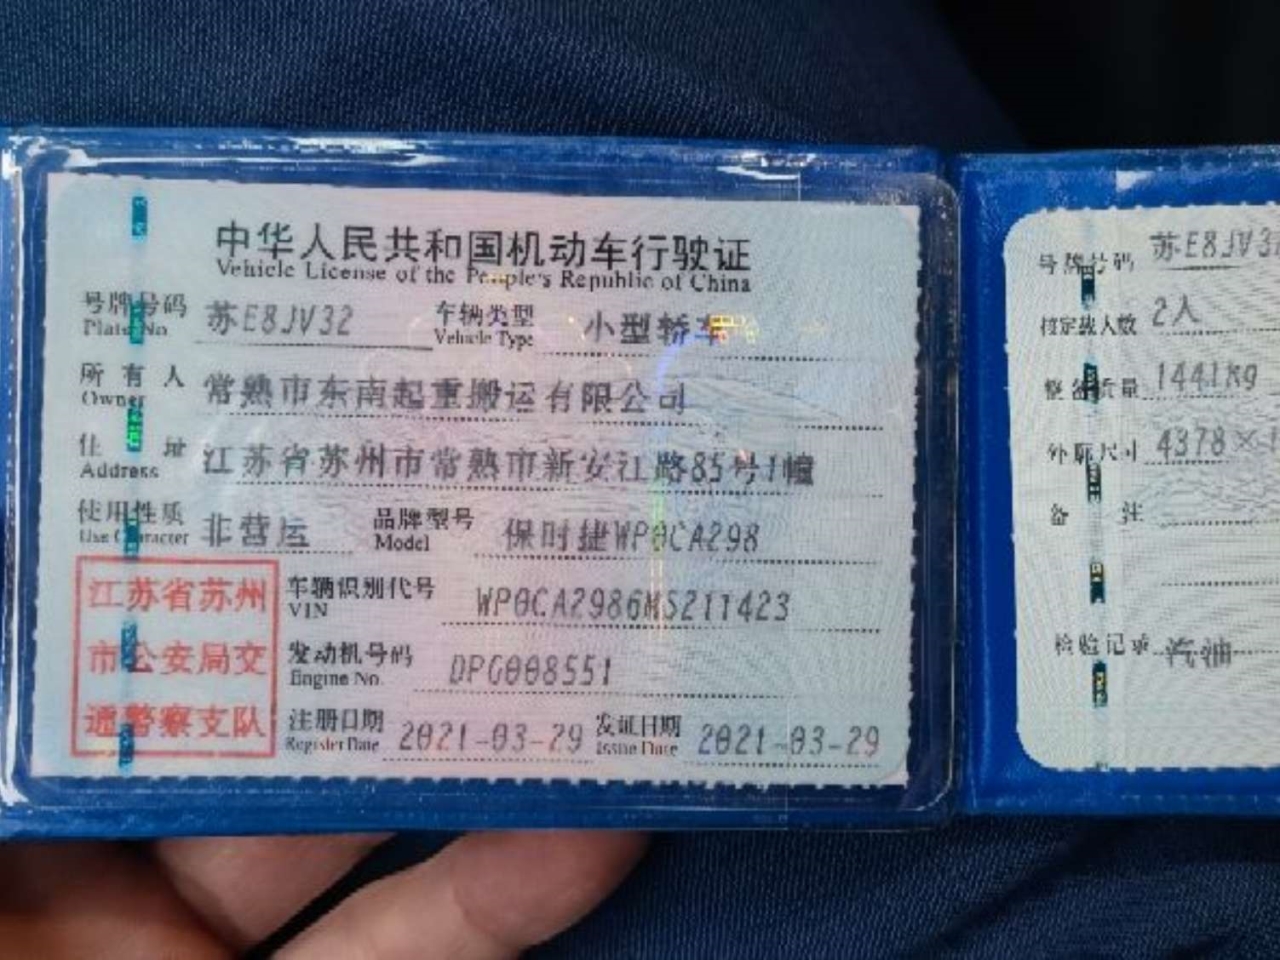 中华人民共和国机动车行驶证
Vehicle License of the People's Republic of China
号牌号码 苏E8JV32 车辆类型 小型轿车
Plate No Vehicle Type
所有人 常熟市东南起重搬运有限公司
Owner
住址 江苏省苏州市常熟市新安江路85号1幢
Address
使用性质 非营运 品牌型号 保时捷WP0CA298
Use Character Model
江苏省苏州
市公安局交
通警察支队
车辆识别代号 WP0CA2986MS211423
VIN
发动机号码 DPG008551
Engine No.
注册日期 2021-03-29 发证日期 2021-03-29
Register Date Issue Date
号牌号码 苏E8JV3
核定载人数 2人
整备质量 1441kg
外廓尺寸 4378×1
备注
检验记录 汽油